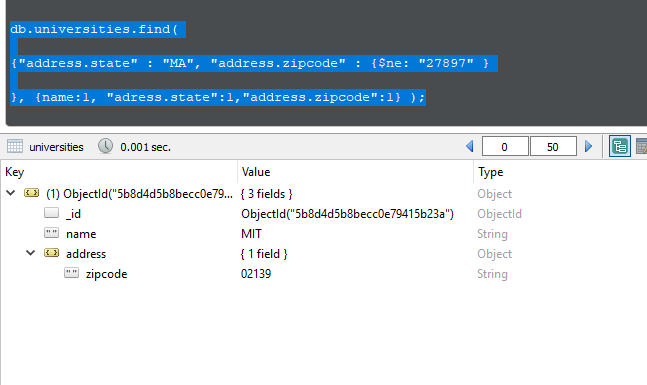 db.universities.find(
{"address.state" : "MA", "address.zipcode" : {$ne: "27897" }
}, {name:1, "adress.state":1,"address.zipcode":1} );
universities 0.001 sec. 0 50
Key Value Type
(1) ObjectId("5b8d4d5b8becc0e79... { 3 fields } Object
_id ObjectId("5b8d4d5b8becc0e79415b23a") ObjectId
name MIT String
address { 1 field } Object
zipcode 02139 String